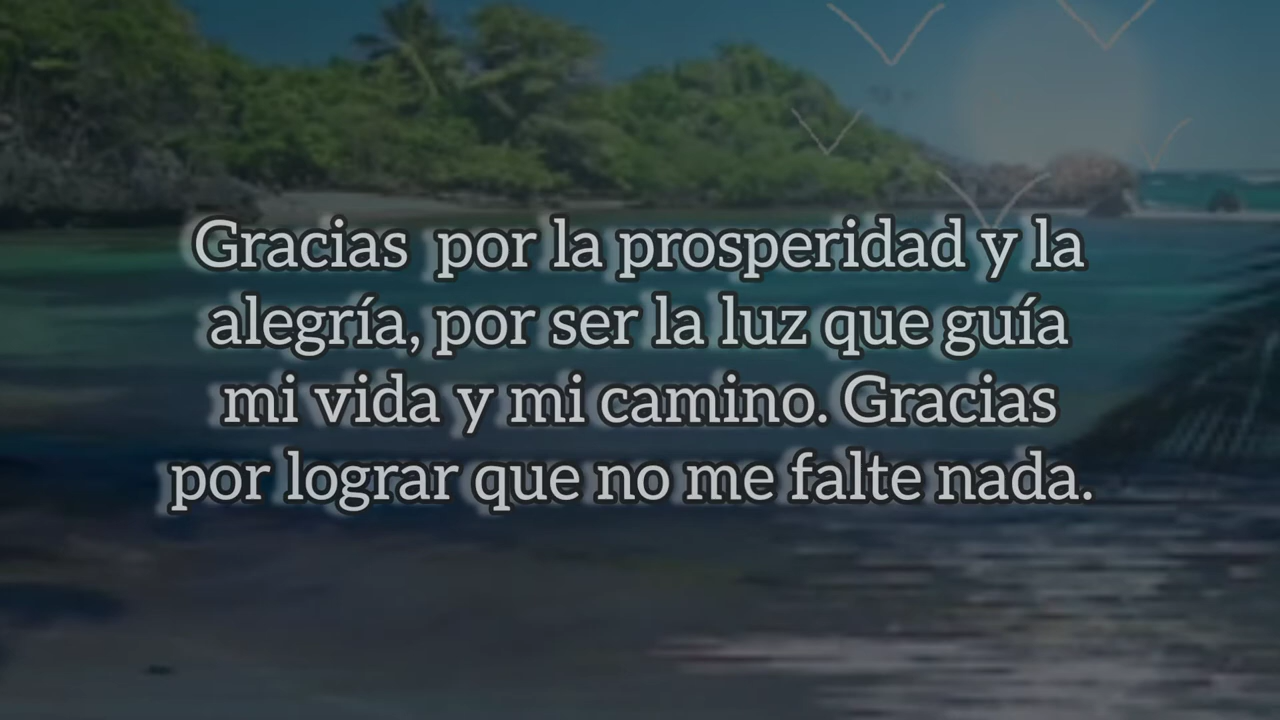 Gracias por la prosperidad y la
alegría, por ser la luz que guía
mi vida y mi camino. Gracias
por lograr que no me falte nada.